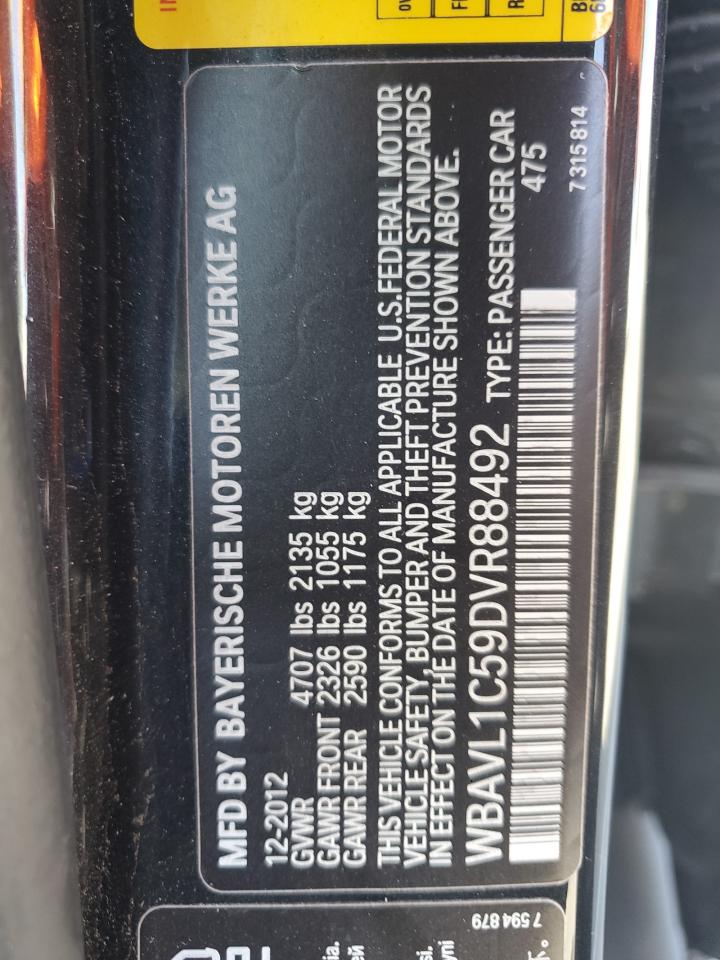 MFD BY BAYERISCHE MOTOREN WERKE AG
12-2012
GVWR 4707 lbs 2135 kg
GAWR FRONT 2326 lbs 1055 kg
GAWR REAR 2590 lbs 1175 kg
THIS VEHICLE CONFORMS TO ALL APPLICABLE U.S.FEDERAL MOTOR
VEHICLE SAFETY, BUMPER AND THEFT PREVENTION STANDARDS
IN EFFECT ON THE DATE OF MANUFACTURE SHOWN ABOVE.
WBAVL1C59DVR88492 TYPE: PASSENGER CAR
475
7 315 814
7 594 879